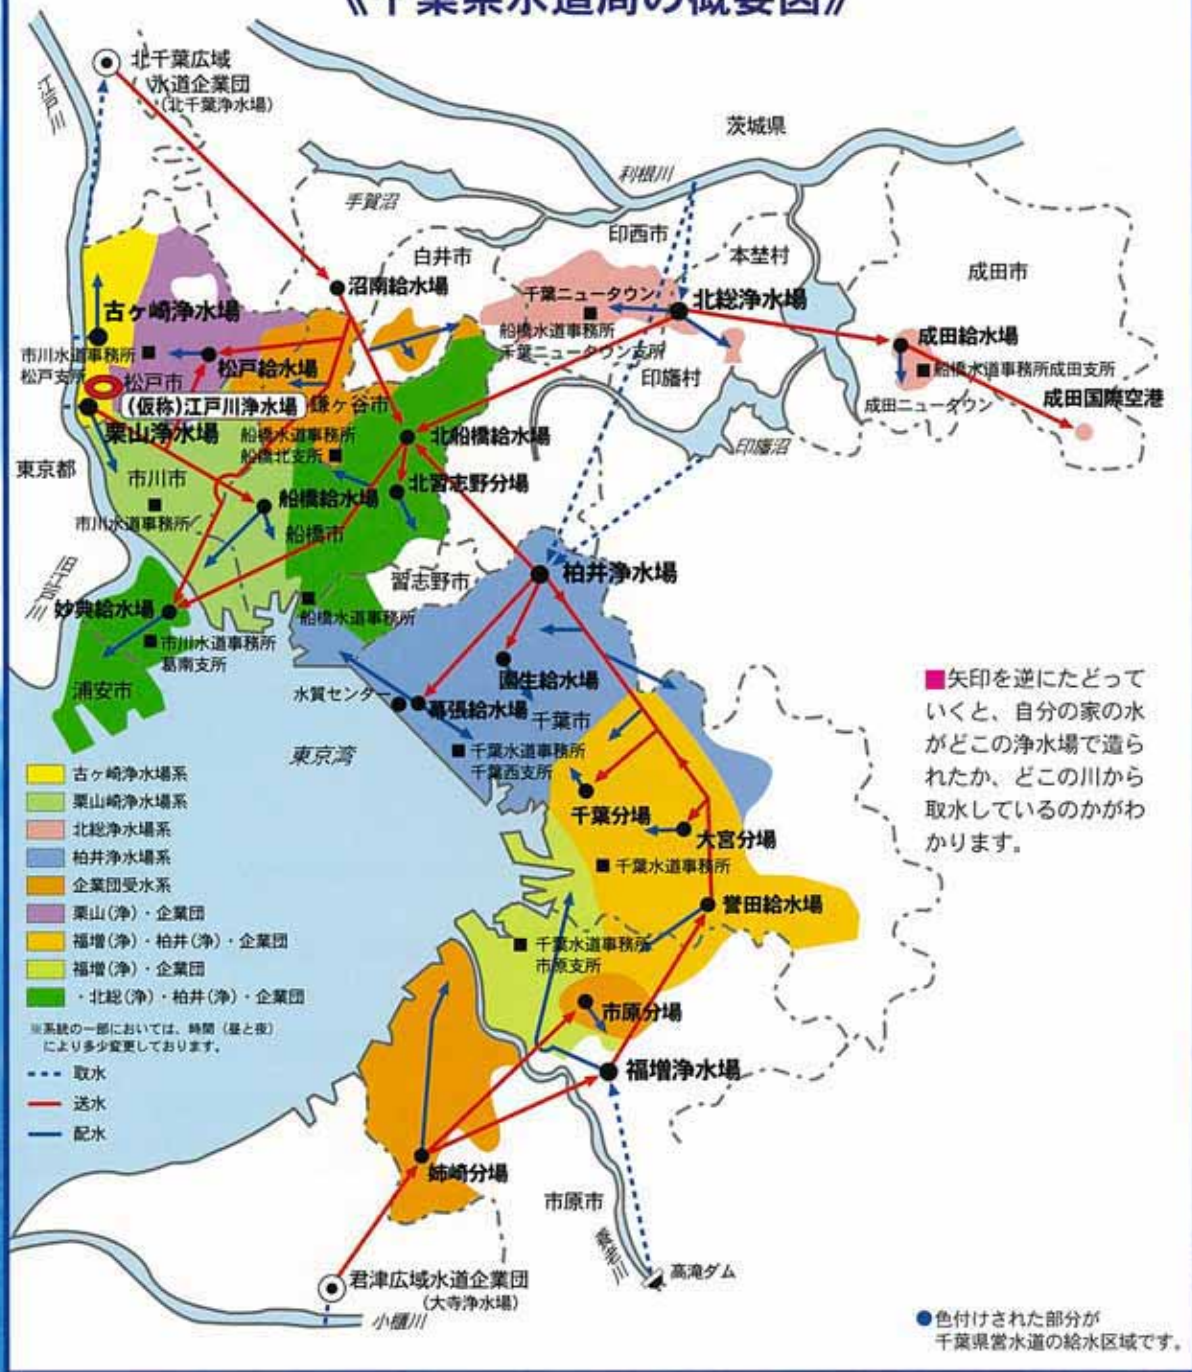 《千葉県水道局の概要図》
北千葉広域
水道企業団
(北千葉浄水場)
江戸川
茨城県
利根川
手賀沼
印西市
白井市
本埜村
成田市
沼南給水場
千葉ニュータウン
北総浄水場
船橋水道事務所
千葉ニュータウン支所
成田給水場
船橋水道事務所成田支所
成田ニュータウン
成田国際空港
印旛村
印旛沼
古ヶ崎浄水場
市川水道事務所
松戸支所
松戸給水場
松戸市
(仮称)江戸川浄水場
鎌ヶ谷市
栗山浄水場
船橋水道事務所
船橋北支所
北船橋給水場
東京都
市川市
北習志野分場
船橋給水場
市川水道事務所
船橋市
旧江戸川
習志野市
柏井浄水場
妙典給水場
船橋水道事務所
市川水道事務所
葛南支所
浦安市
園生給水場
水質センター
幕張給水場
千葉市
東京湾
千葉水道事務所
千葉西支所
■矢印を逆にたどって
いくと、自分の家の水
がどこの浄水場で造ら
れたか、どこの川から
取水しているのかがわ
かります。
千葉分場
大宮分場
千葉水道事務所
誉田給水場
千葉水道事務所
市原支所
市原分場
福増浄水場
姉崎分場
市原市
養老川
高滝ダム
君津広域水道企業団
(大寺浄水場)
小櫃川
古ヶ崎浄水場系
栗山崎浄水場系
北総浄水場系
柏井浄水場系
企業団受水系
栗山(浄)・企業団
福増(浄)・柏井(浄)・企業団
福増(浄)・企業団
・北総(浄)・柏井(浄)・企業団
※系統の一部においては、時間(昼と夜)
により多少変更しております。
取水
送水
配水
●色付けされた部分が
千葉県営水道の給水区域です。